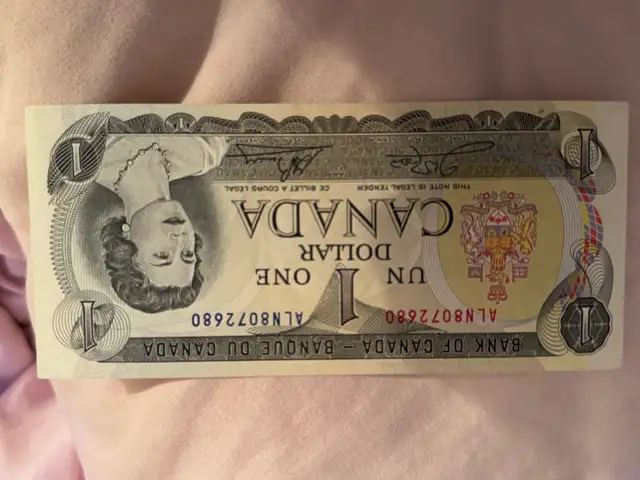 BANK OF CANADA – BANQUE DU CANADA
ALN8072680 ALN8072680
UN 1 ONE
DOLLAR
CANADA
THIS NOTE IS LEGAL TENDER CE BILLET A COURS LEGAL
1 1
1 1